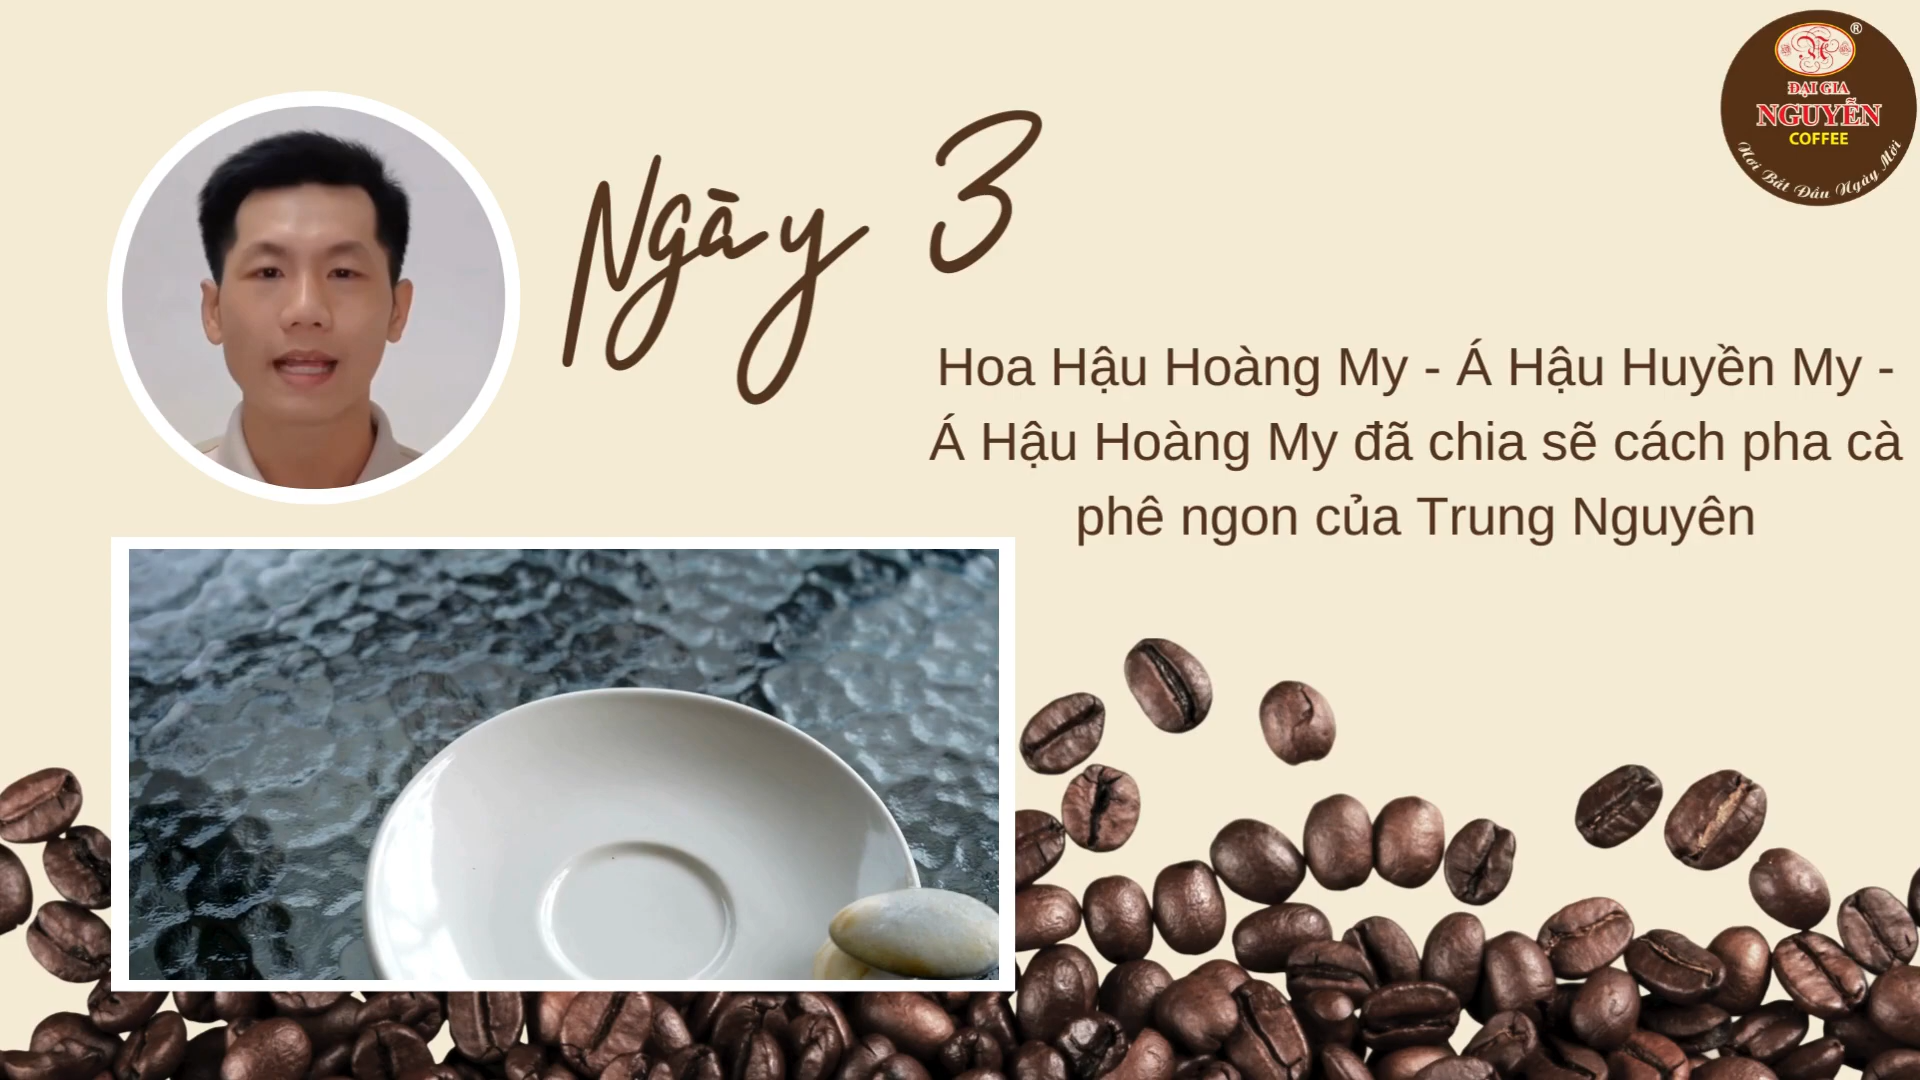 Ngày 3
®
ĐẠI GIA
NGUYỄN
COFFEE
Nơi Bắt Đầu Ngày Mới
Hoa Hậu Hoàng My - Á Hậu Huyền My -
Á Hậu Hoàng My đã chia sẽ cách pha cà
phê ngon của Trung Nguyên